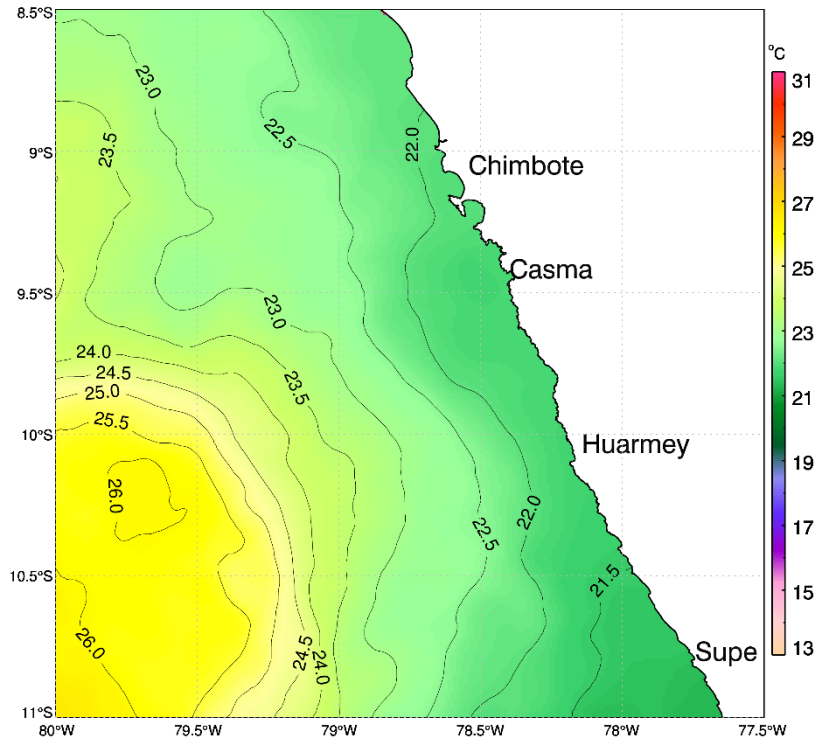 8.5°S
9°S
9.5°S
10°S
10.5°S
11°S
80°W
79.5°W
79°W
78.5°W
78°W
77.5°W
23.0
22.5
22.0
23.5
Chimbote
Casma
23.0
24.0
24.5
25.0
25.5
23.5
Huarmey
26.0
22.5
22.0
21.5
26.0
24.5
24.0
Supe
°C
31
29
27
25
23
21
19
17
15
13